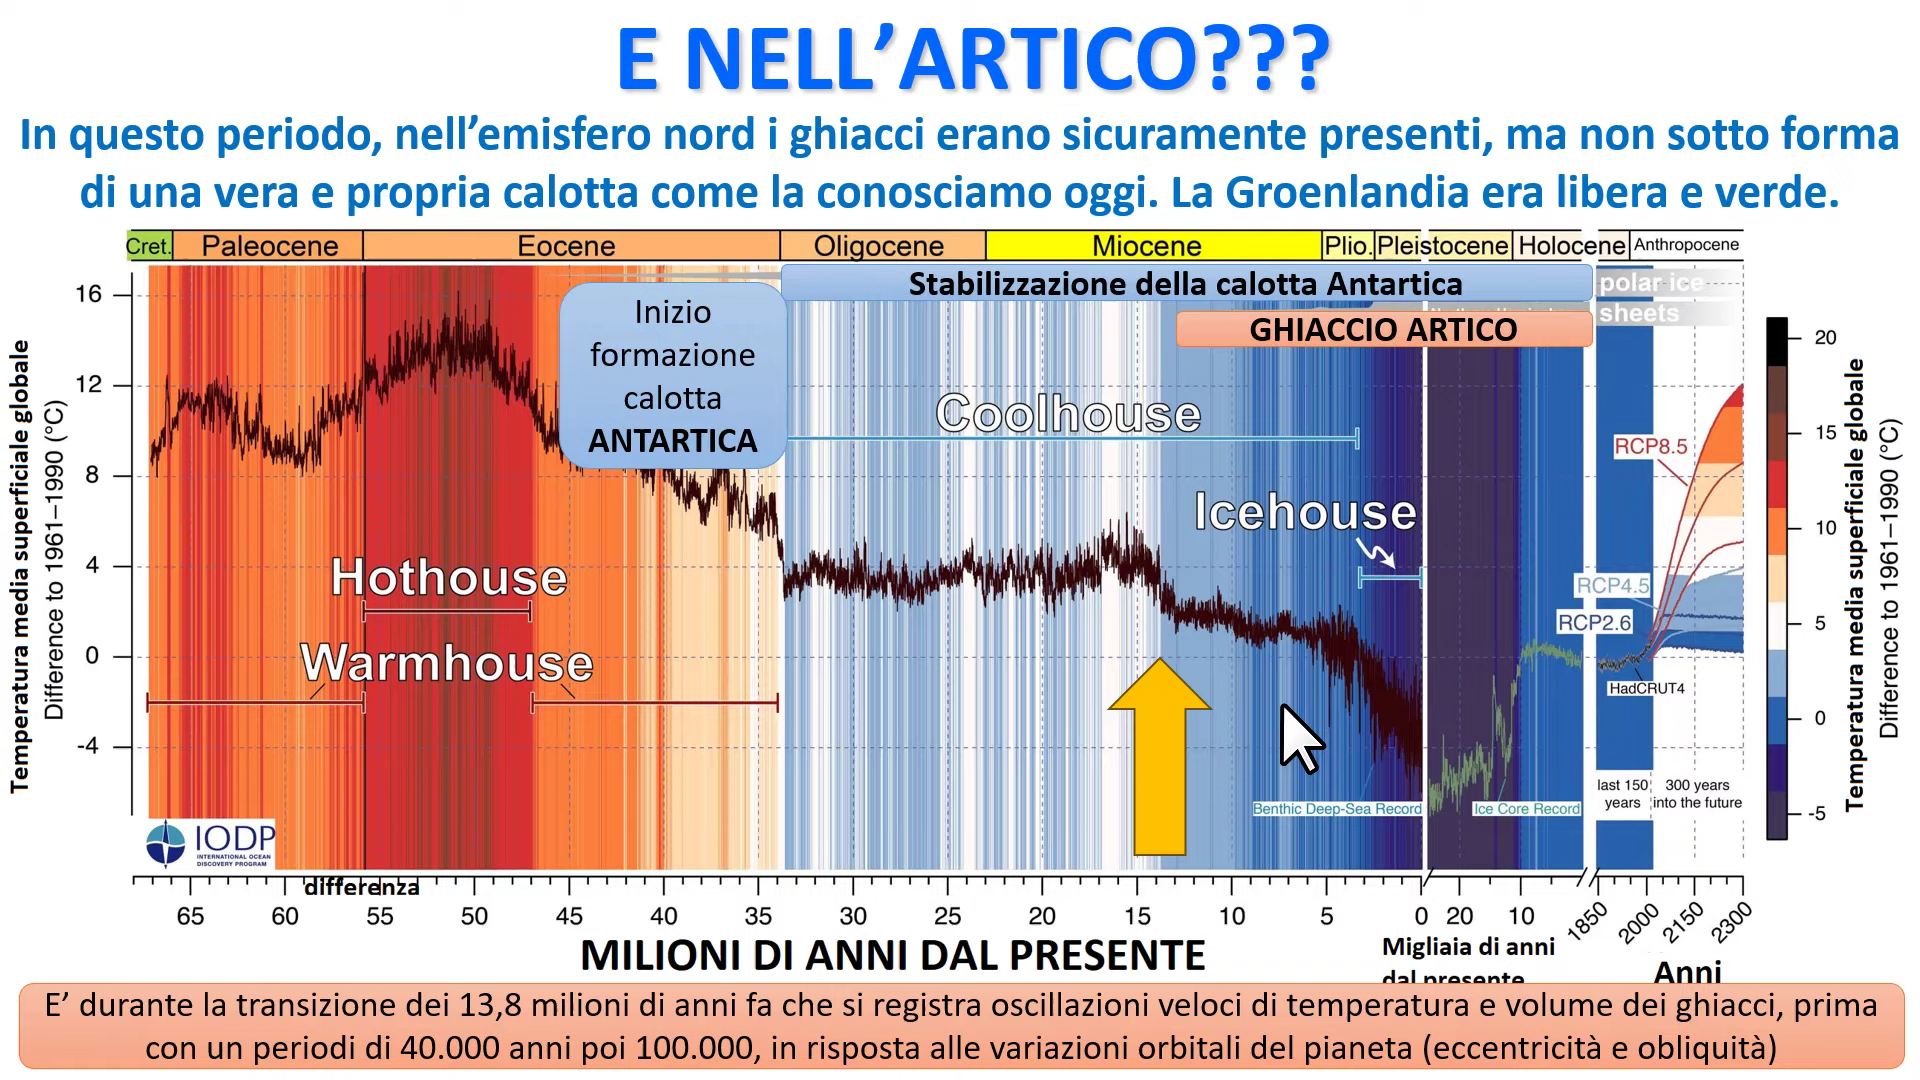 E NELL’ARTICO???
In questo periodo, nell’emisfero nord i ghiacci erano sicuramente presenti, ma non sotto forma
di una vera e propria calotta come la conosciamo oggi. La Groenlandia era libera e verde.
Cret. Paleocene Eocene Oligocene Miocene Plio. Pleistocene Holocene Anthropocene
Stabilizzazione della calotta Antartica
polar ice
sheets
GHIACCIO ARTICO
Inizio
formazione
calotta
ANTARTICA
Coolhouse
Icehouse
Hothouse
Warmhouse
Temperatura media superficiale globale
Difference to 1961–1990 (°C)
16
12
8
4
0
-4
RCP8.5
RCP4.5
RCP2.6
HadCRUT4
last 150
years
300 years
into the future
Benthic Deep-Sea Record
Ice Core Record
20
15
10
5
0
-5
Temperatura media superficiale globale
Difference to 1961–1990 (°C)
IODP
INTERNATIONAL OCEAN
DISCOVERY PROGRAM
differenza
65 60 55 50 45 40 35 30 25 20 15 10 5 0 20 10 1850 2000 2150 2300
MILIONI DI ANNI DAL PRESENTE
Migliaia di anni
dal presente
Anni
E’ durante la transizione dei 13,8 milioni di anni fa che si registra oscillazioni veloci di temperatura e volume dei ghiacci, prima
con un periodi di 40.000 anni poi 100.000, in risposta alle variazioni orbitali del pianeta (eccentricità e obliquità)